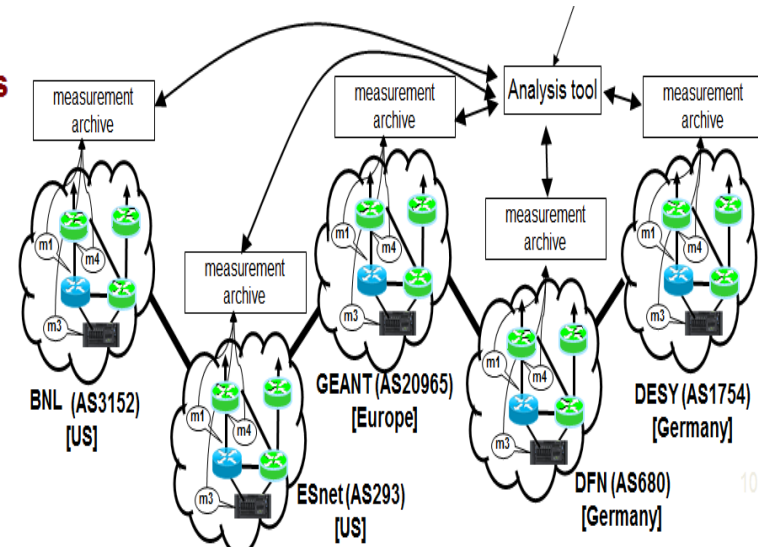 s
measurement
archive
measurement
archive
Analysis tool
measurement
archive
measurement
archive
measurement
archive
m1
m4
m3
m1
m4
m3
m1
m4
m3
m1
m4
m3
m1
m4
m3
BNL (AS3152)
[US]
GEANT (AS20965)
[Europe]
DESY (AS1754)
[Germany]
ESnet (AS293)
[US]
DFN (AS680)
[Germany]
10